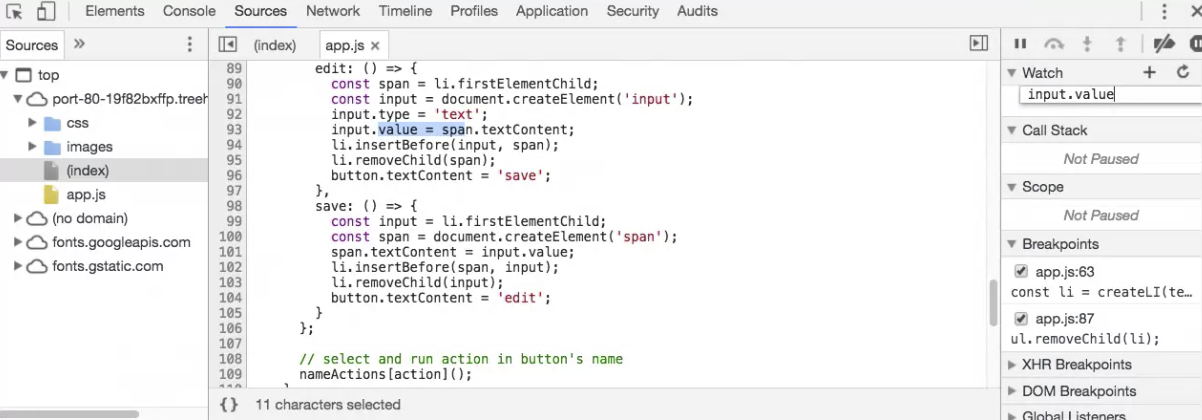 Elements Console Sources Network Timeline Profiles Application Security Audits
Sources » (index) app.js ×
Watch + 
input.value
Call Stack
Not Paused
Scope
Not Paused
Breakpoints
app.js:63
const li = createLI(te…
app.js:87
ul.removeChild(li);
XHR Breakpoints
DOM Breakpoints
Global Listeners
top
port-80-19f82bxffp.treeh
css
images
(index)
app.js
(no domain)
fonts.googleapis.com
fonts.gstatic.com
89 edit: () => {
90 const span = li.firstElementChild;
91 const input = document.createElement('input');
92 input.type = 'text';
93 input.value = span.textContent;
94 li.insertBefore(input, span);
95 li.removeChild(span);
96 button.textContent = 'save';
97 },
98 save: () => {
99 const input = li.firstElementChild;
100 const span = document.createElement('span');
101 span.textContent = input.value;
102 li.insertBefore(span, input);
103 li.removeChild(input);
104 button.textContent = 'edit';
105 }
106 };
107
108 // select and run action in button's name
109 nameActions[action]();
110 }
{} 11 characters selected